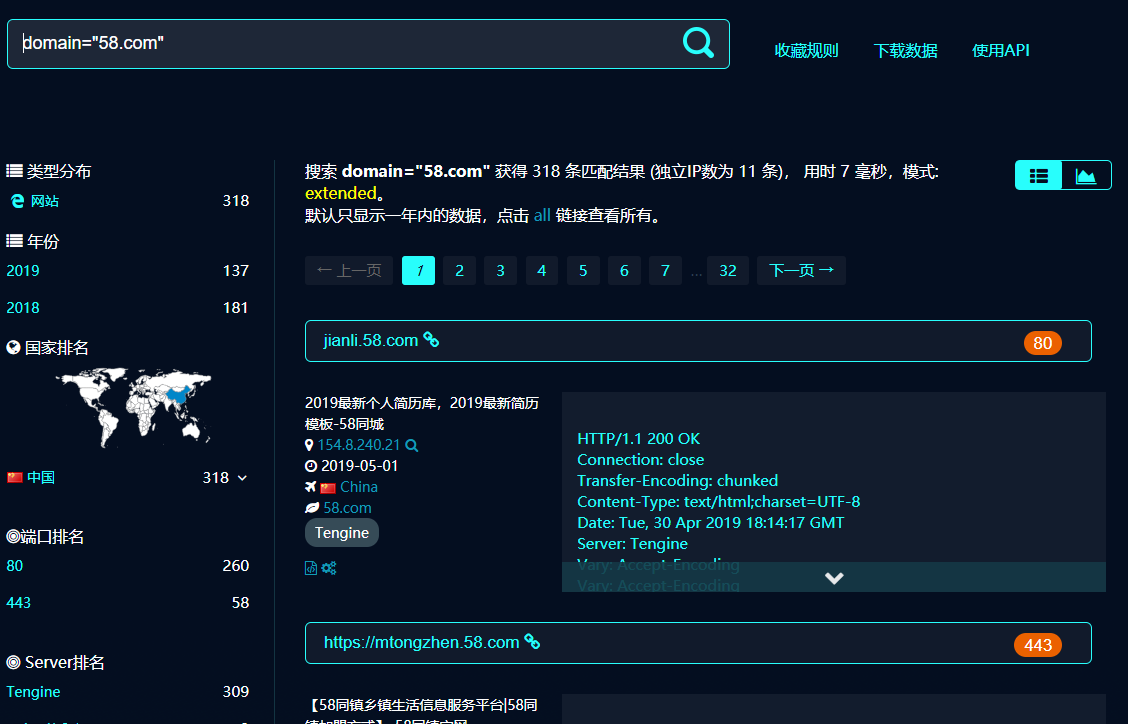 domain="58.com"
收藏规则 下载数据 使用API
类型分布
网站 318
年份
2019 137
2018 181
国家排名
中国 318
端口排名
80 260
443 58
Server排名
Tengine 309
搜索 domain="58.com" 获得 318 条匹配结果 (独立IP数为 11 条)， 用时 7 毫秒，模式:
extended。
默认只显示一年内的数据，点击 all 链接查看所有。
← 上一页 1 2 3 4 5 6 7 ... 32 下一页 →
jianli.58.com 80
2019最新个人简历库，2019最新简历
模板-58同城
154.8.240.21
2019-05-01
China
58.com
Tengine
HTTP/1.1 200 OK
Connection: close
Transfer-Encoding: chunked
Content-Type: text/html;charset=UTF-8
Date: Tue, 30 Apr 2019 18:14:17 GMT
Server: Tengine
Vary: Accept-Encoding
Vary: Accept-Encoding
https://mtongzhen.58.com 443
【58同镇乡镇生活信息服务平台|58同
镇加盟方式】-58同镇官网